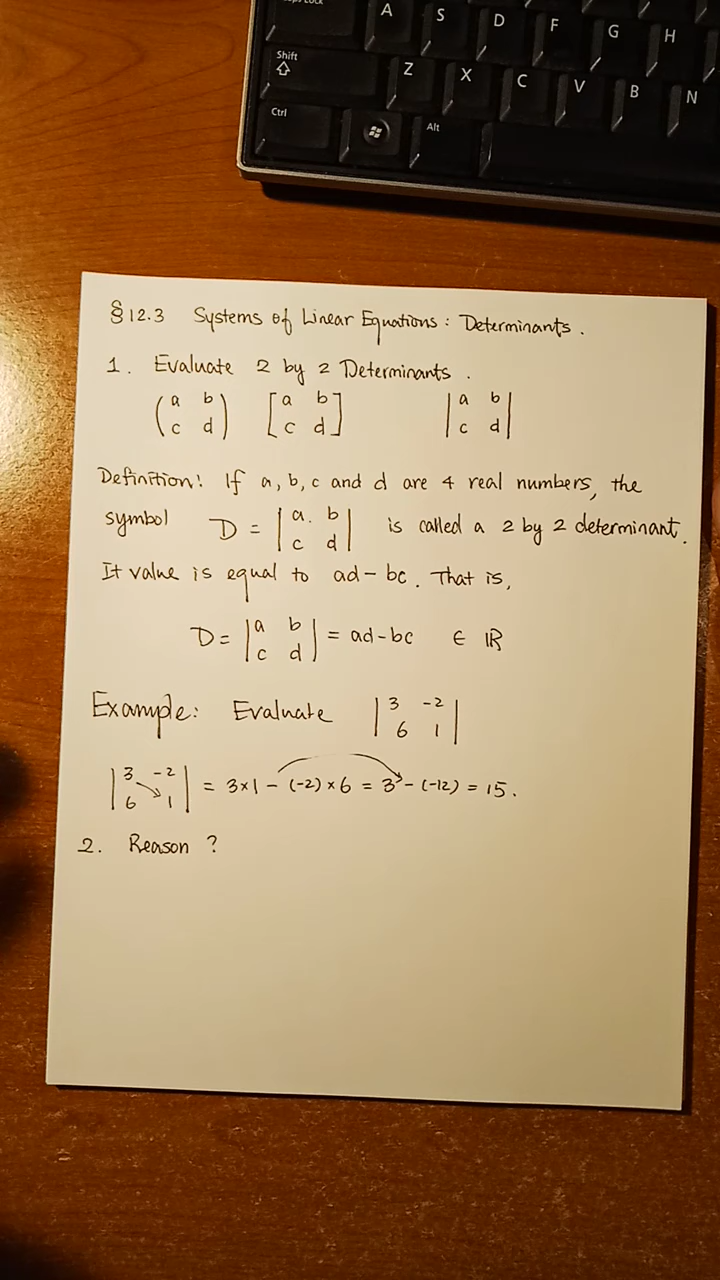 Caps Lock A S D F G H
Shift Z X C V B N
Ctrl Alt
§12.3 Systems of Linear Equations : Determinants .
1. Evaluate 2 by 2 Determinants .
( a b ) [ a b ] | a b |
( c d ) [ c d ] | c d |
Definition: If a, b, c and d are 4 real numbers, the
symbol D = | a. b | is called a 2 by 2 determinant.
| c d |
It value is equal to ad - bc. That is,
D = | a b | = ad - bc ∈ ℝ
| c d |
Example: Evaluate | 3 -2 |
| 6 1 |
| 3 -2 | = 3×1 - (-2)×6 = 3 - (-12) = 15.
| 6 1 |
2. Reason ?